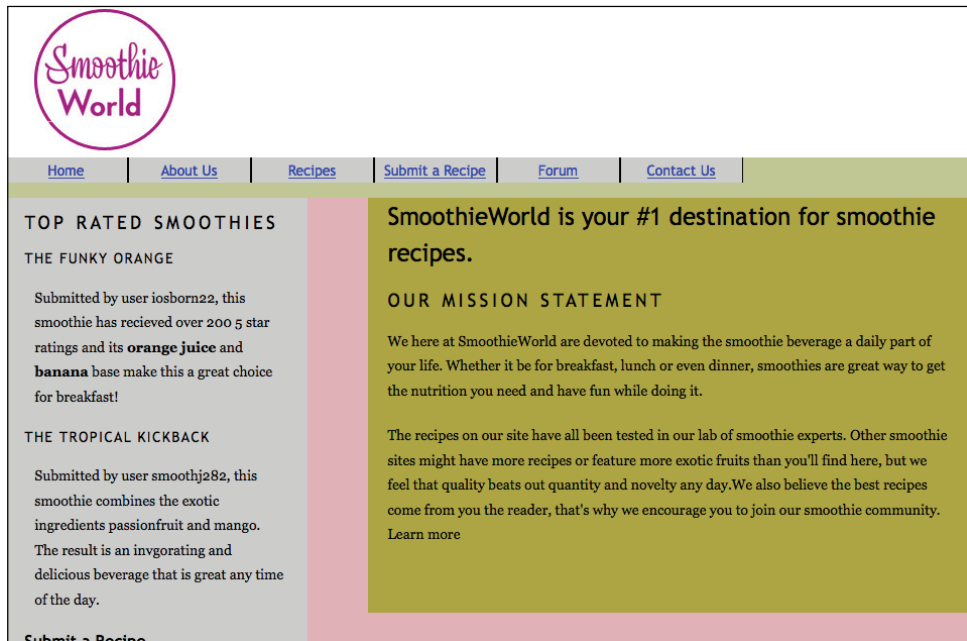 Smoothie
World
Home About Us Recipes Submit a Recipe Forum Contact Us
TOP RATED SMOOTHIES
THE FUNKY ORANGE
Submitted by user iosborn22, this
smoothie has recieved over 200 5 star
ratings and its orange juice and
banana base make this a great choice
for breakfast!
THE TROPICAL KICKBACK
Submitted by user smoothj282, this
smoothie combines the exotic
ingredients passionfruit and mango.
The result is an invgorating and
delicious beverage that is great any time
of the day.
Submit a Recipe
SmoothieWorld is your #1 destination for smoothie
recipes.
OUR MISSION STATEMENT
We here at SmoothieWorld are devoted to making the smoothie beverage a daily part of
your life. Whether it be for breakfast, lunch or even dinner, smoothies are great way to get
the nutrition you need and have fun while doing it.
The recipes on our site have all been tested in our lab of smoothie experts. Other smoothie
sites might have more recipes or feature more exotic fruits than you'll find here, but we
feel that quality beats out quantity and novelty any day.We also believe the best recipes
come from you the reader, that's why we encourage you to join our smoothie community.
Learn more